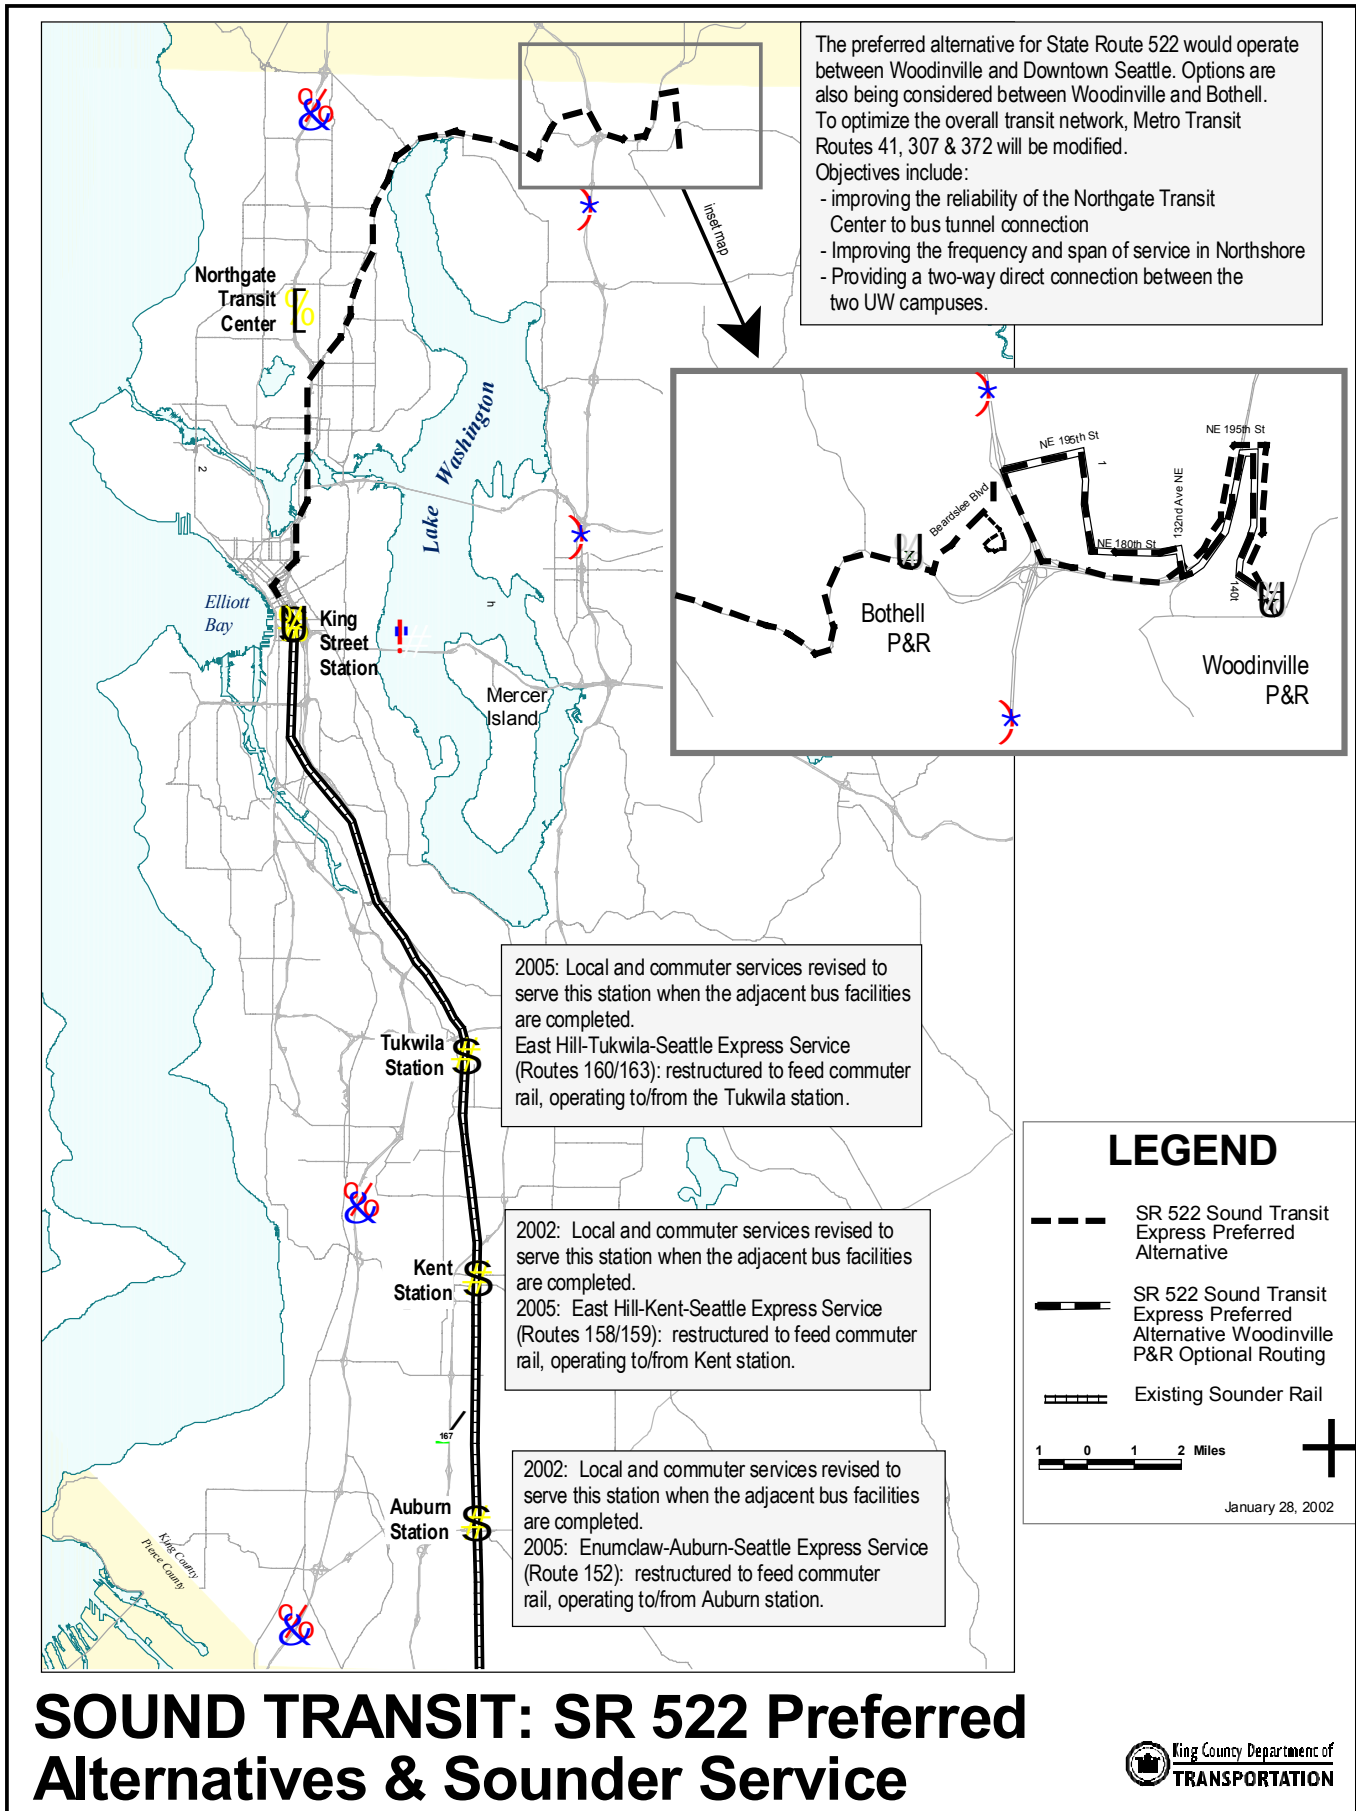 The preferred alternative for State Route 522 would operate
between Woodinville and Downtown Seattle. Options are
also being considered between Woodinville and Bothell.
To optimize the overall transit network, Metro Transit
Routes 41, 307 & 372 will be modified.
Objectives include:
- improving the reliability of the Northgate Transit
Center to bus tunnel connection
- Improving the frequency and span of service in Northshore
- Providing a two-way direct connection between the
two UW campuses.
inset map
Northgate
Transit
Center
Lake Washington
2
Elliott
Bay
King
Street
Station
h
Mercer
Island
NE 195th St
1
NE 195th St
132nd Ave NE
Beardslee Blvd
NE 180th St
140t
Bothell
P&R
Woodinville
P&R
2005: Local and commuter services revised to
serve this station when the adjacent bus facilities
are completed.
East Hill-Tukwila-Seattle Express Service
(Routes 160/163): restructured to feed commuter
rail, operating to/from the Tukwila station.
Tukwila
Station
2002: Local and commuter services revised to
serve this station when the adjacent bus facilities
are completed.
2005: East Hill-Kent-Seattle Express Service
(Routes 158/159): restructured to feed commuter
rail, operating to/from Kent station.
Kent
Station
167
2002: Local and commuter services revised to
serve this station when the adjacent bus facilities
are completed.
2005: Enumclaw-Auburn-Seattle Express Service
(Route 152): restructured to feed commuter
rail, operating to/from Auburn station.
Auburn
Station
King County
Pierce County
LEGEND
SR 522 Sound Transit
Express Preferred
Alternative
SR 522 Sound Transit
Express Preferred
Alternative Woodinville
P&R Optional Routing
Existing Sounder Rail
1 0 1 2 Miles
January 28, 2002
SOUND TRANSIT: SR 522 Preferred
Alternatives & Sounder Service
King County Department of
TRANSPORTATION